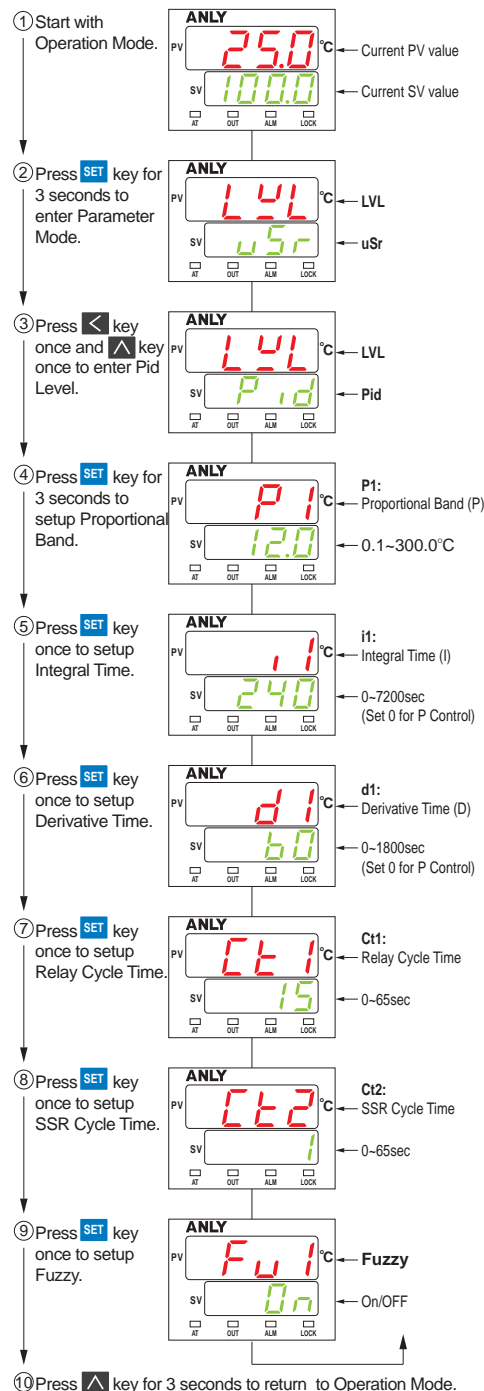 ① Start with
Operation Mode.
ANLY
PV 25.0 °C
Current PV value
SV 100.0
Current SV value
AT OUT ALM LOCK
② Press SET key for
3 seconds to
enter Parameter
Mode.
ANLY
PV LVL °C
LVL
SV uSr
uSr
AT OUT ALM LOCK
③ Press < key
once and ∧ key
once to enter Pid
Level.
ANLY
PV LVL °C
LVL
SV Pid
Pid
AT OUT ALM LOCK
④ Press SET key for
3 seconds to
setup Proportional
Band.
ANLY
PV P1 °C
P1:
Proportional Band (P)
SV 12.0
0.1~300.0°C
AT OUT ALM LOCK
⑤ Press SET key
once to setup
Integral Time.
ANLY
PV i1 °C
i1:
Integral Time (I)
SV 240
0~7200sec
(Set 0 for P Control)
AT OUT ALM LOCK
⑥ Press SET key
once to setup
Derivative Time.
ANLY
PV d1 °C
d1:
Derivative Time (D)
SV 60
0~1800sec
(Set 0 for P Control)
AT OUT ALM LOCK
⑦ Press SET key
once to setup
Relay Cycle Time.
ANLY
PV Ct1 °C
Ct1:
Relay Cycle Time
SV 15
0~65sec
AT OUT ALM LOCK
⑧ Press SET key
once to setup
SSR Cycle Time.
ANLY
PV Ct2 °C
Ct2:
SSR Cycle Time
SV 1
0~65sec
AT OUT ALM LOCK
⑨ Press SET key
once to setup
Fuzzy.
ANLY
PV Fu1 °C
Fuzzy
SV On
On/OFF
AT OUT ALM LOCK
⑩ Press ∧ key for 3 seconds to return to Operation Mode.